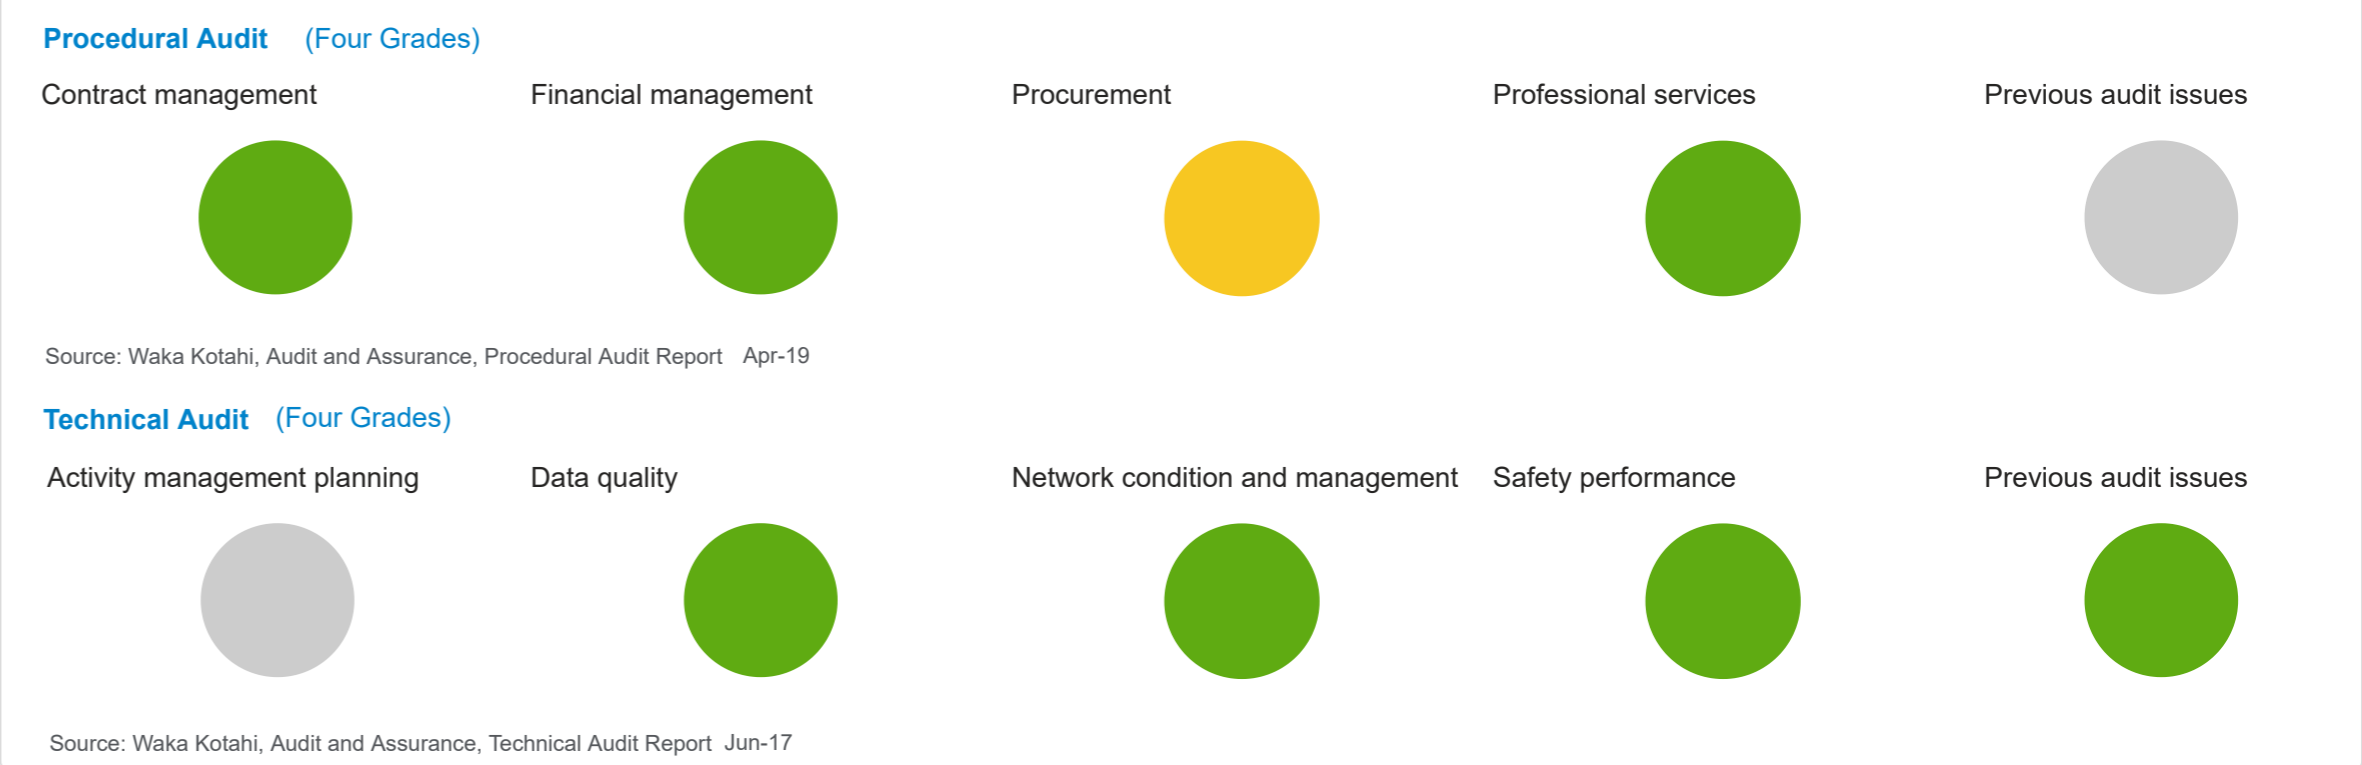 Procedural Audit (Four Grades)
Contract management Financial management Procurement Professional services Previous audit issues
Source: Waka Kotahi, Audit and Assurance, Procedural Audit Report Apr-19
Technical Audit (Four Grades)
Activity management planning Data quality Network condition and management Safety performance Previous audit issues
Source: Waka Kotahi, Audit and Assurance, Technical Audit Report Jun-17